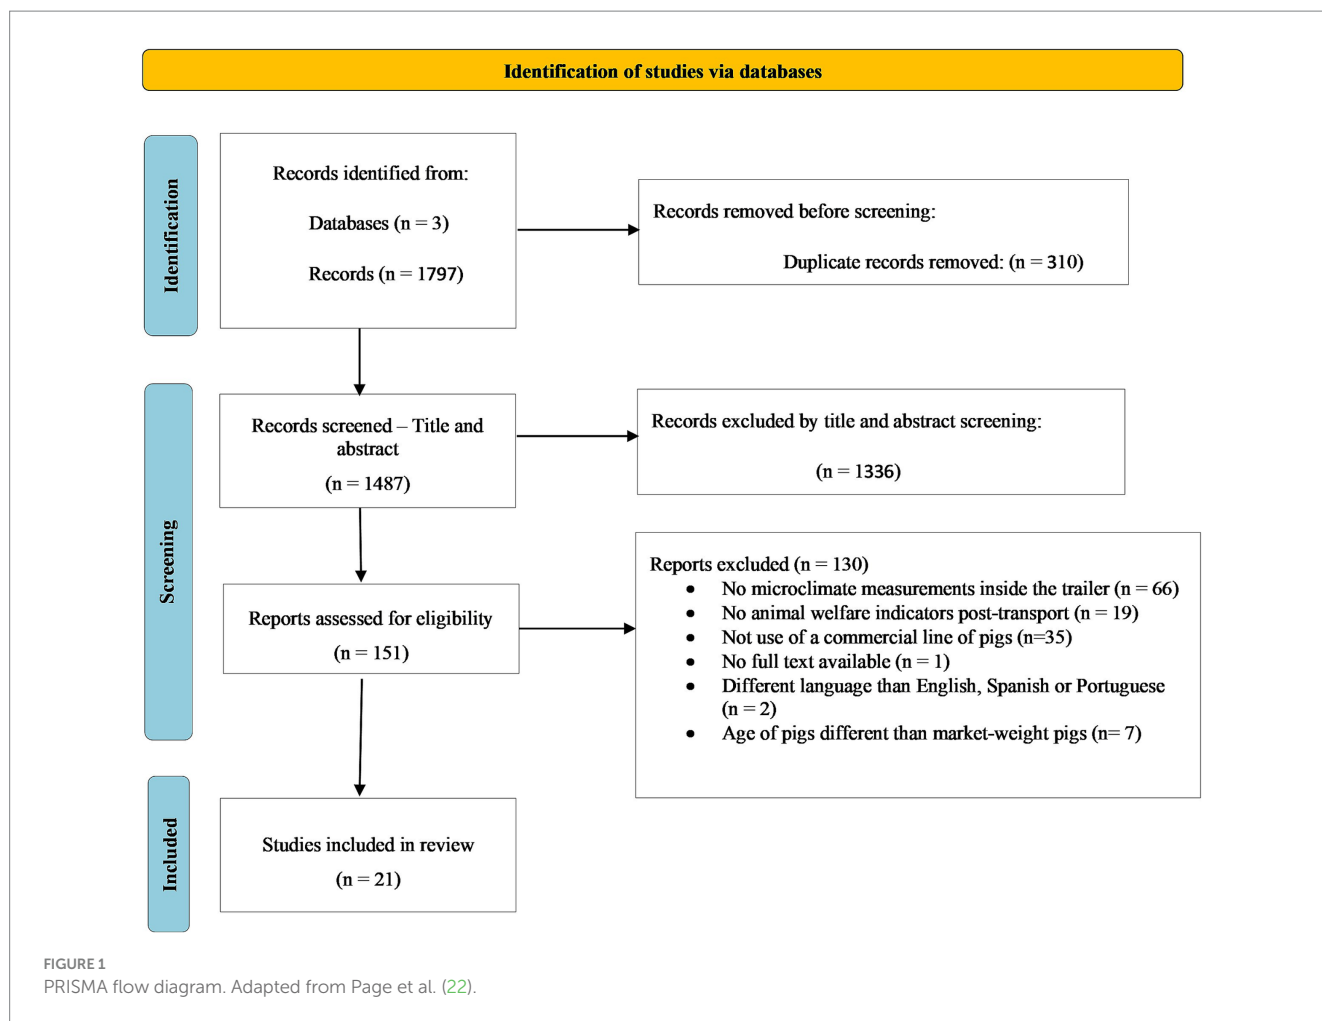 Identification of studies via databases
Identification
Records identified from:
Databases (n = 3)
Records (n = 1797)
Records removed before screening:
Duplicate records removed: (n = 310)
Screening
Records screened – Title and
abstract
(n = 1487)
Records excluded by title and abstract screening:
(n = 1336)
Reports assessed for eligibility
(n = 151)
Reports excluded (n = 130)
• No microclimate measurements inside the trailer (n = 66)
• No animal welfare indicators post-transport (n = 19)
• Not use of a commercial line of pigs (n=35)
• No full text available (n = 1)
• Different language than English, Spanish or Portuguese
(n = 2)
• Age of pigs different than market-weight pigs (n= 7)
Included
Studies included in review
(n = 21)
FIGURE 1
PRISMA flow diagram. Adapted from Page et al. (22).